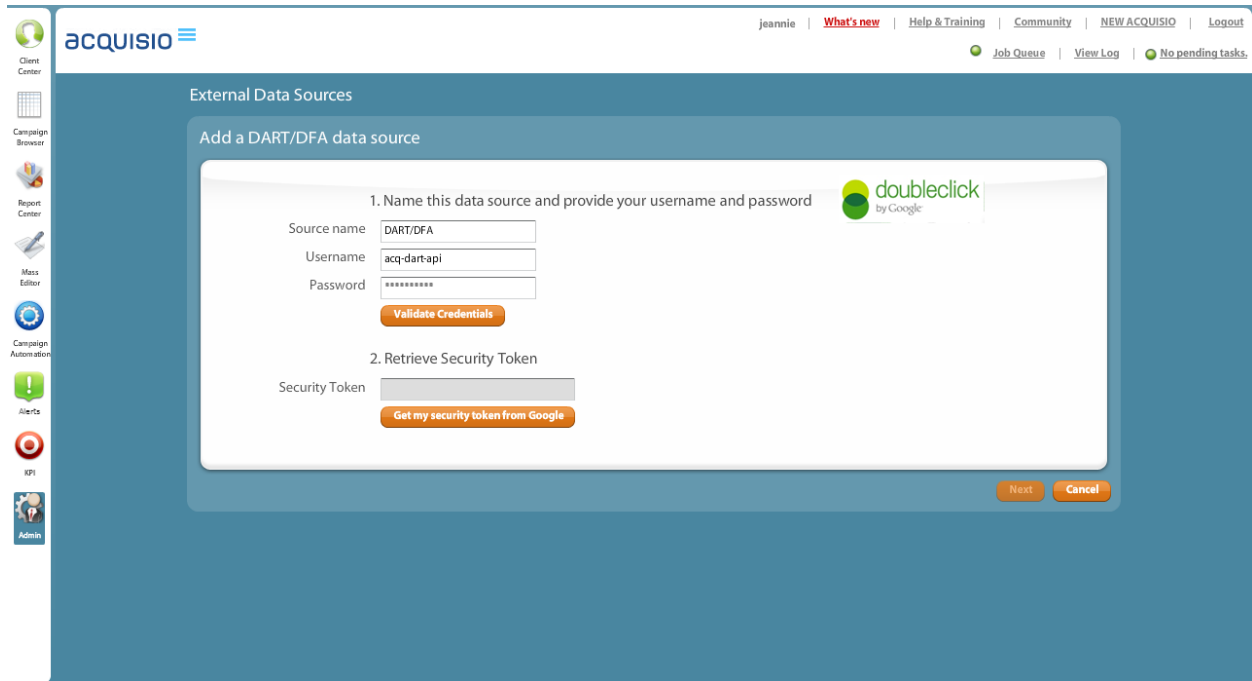 jeannie | What's new | Help & Training | Community | NEW ACQUISIO | Logout
Job Queue | View Log | No pending tasks.
acquisio
Client
Center
Campaign
Browser
Report
Center
Mass
Editor
Campaign
Automation
Alerts
KPI
Admin
External Data Sources
Add a DART/DFA data source
doubleclick
by Google
1. Name this data source and provide your username and password
Source name DART/DFA
Username acq-dart-api
Password **********
Validate Credentials
2. Retrieve Security Token
Security Token
Get my security token from Google
Next Cancel